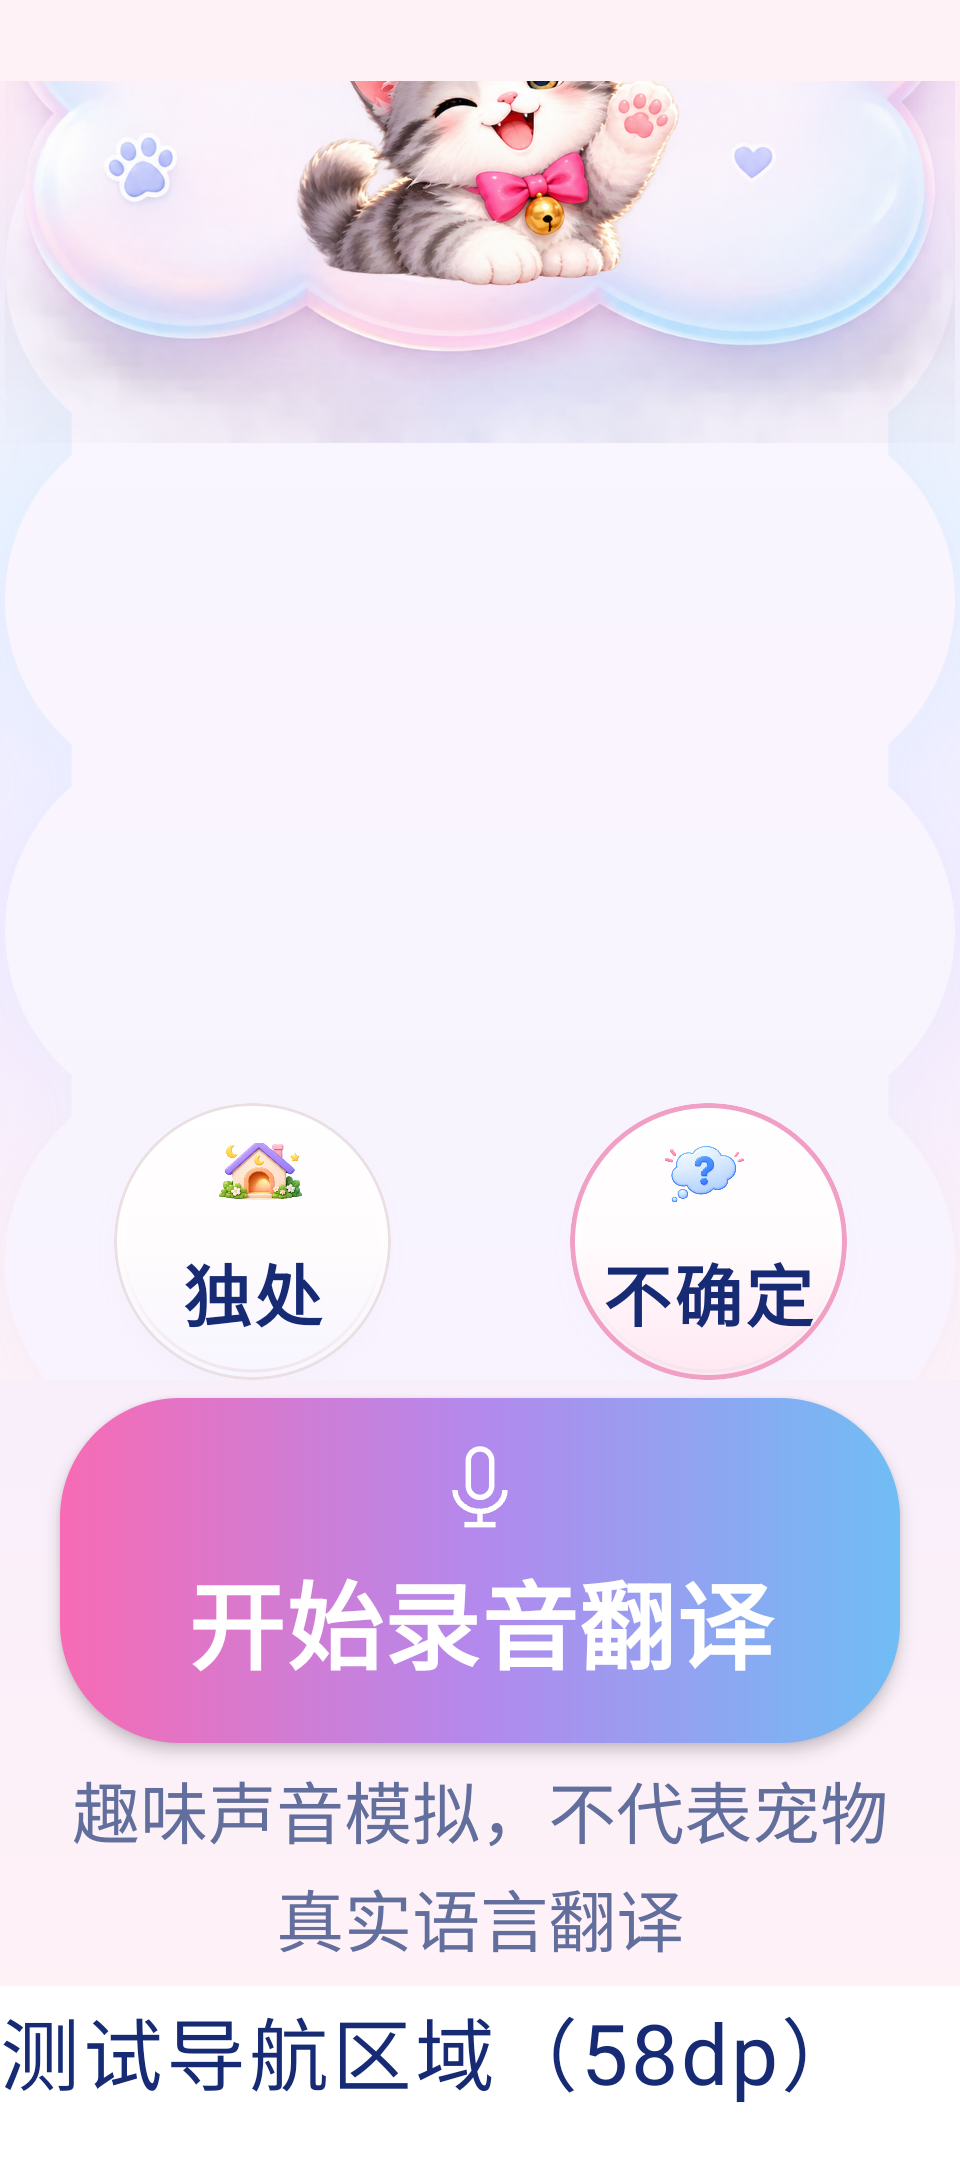 独处
不确定
开始录音翻译
趣味声音模拟，不代表宠物
真实语言翻译
测试导航区域（58dp）